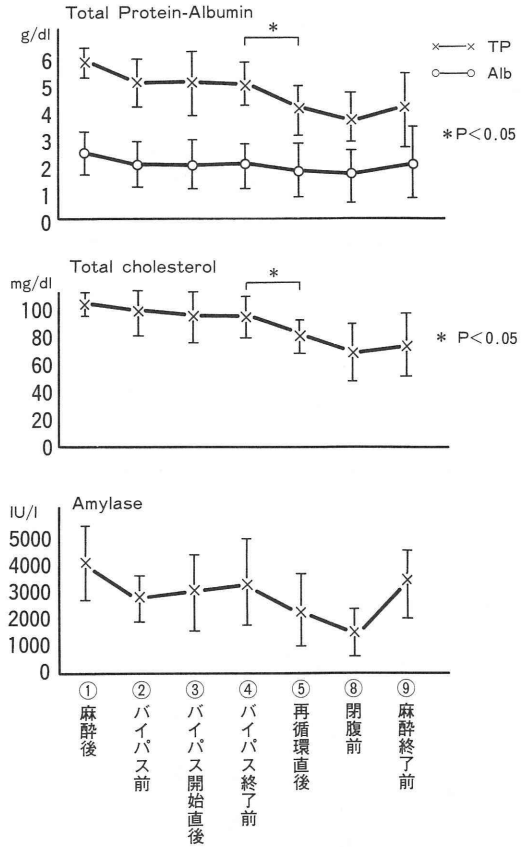 Total Protein-Albumin
g/dl
*
6
5
4
3
2
1
0
TP
Alb
*P<0.05
Total cholesterol
mg/dl
*
100
80
60
40
20
0
* P<0.05
Amylase
IU/l
5000
4000
3000
2000
1000
0
①麻酔後
②バイパス前
③バイパス開始直後
④バイパス終了前
⑤再循環直後
⑧閉腹前
⑨麻酔終了前